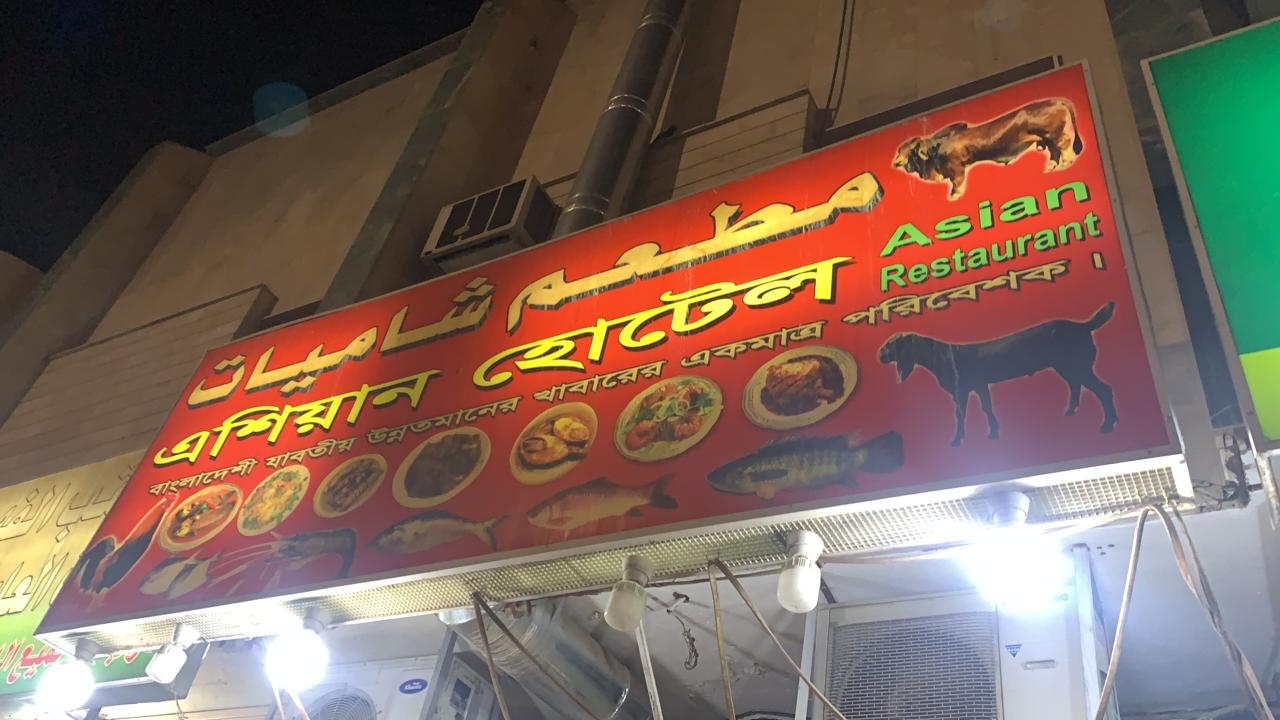 مطعم شاميات
এশিয়ান হোটেল
Asian
Restaurant
বাংলাদেশী যাবতীয় উন্নতমানের খাবারের একমাত্র পরিবেশক ।